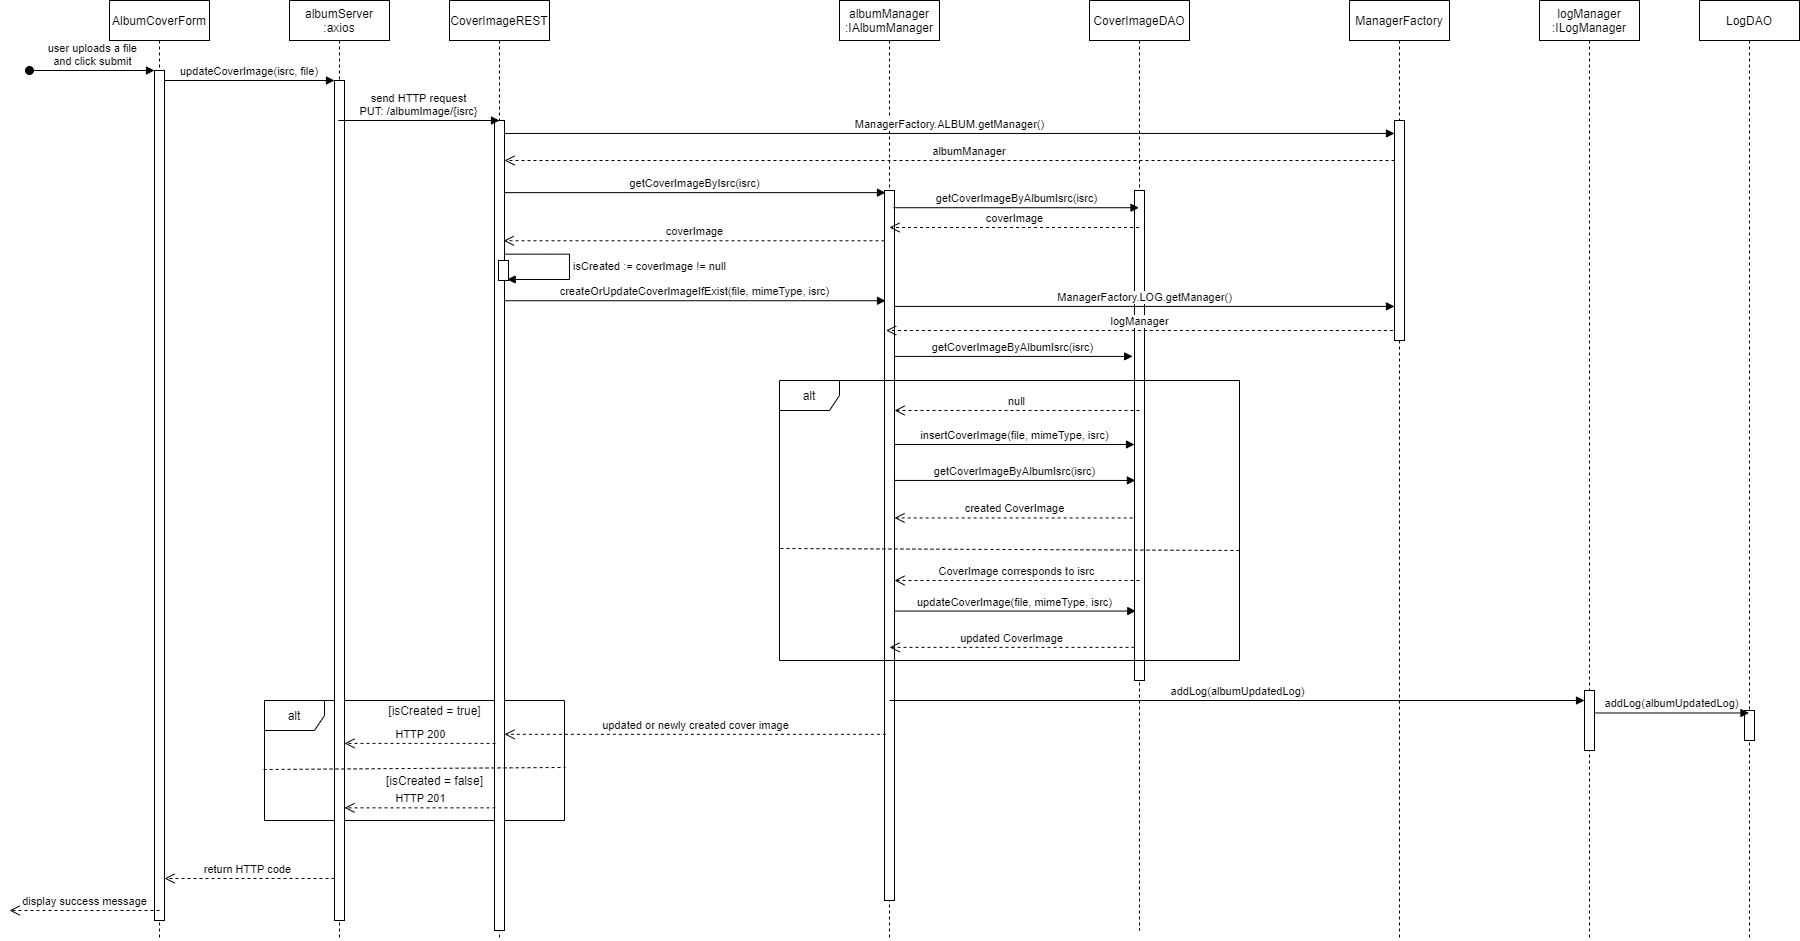 AlbumCoverForm
albumServer
:axios
CoverImageREST
albumManager
:IAlbumManager
CoverImageDAO
ManagerFactory
logManager
:ILogManager
LogDAO
user uploads a file
and click submit
updateCoverImage(isrc, file)
send HTTP request
PUT: /albumImage/{isrc}
ManagerFactory.ALBUM.getManager()
albumManager
getCoverImageByIsrc(isrc)
getCoverImageByAlbumIsrc(isrc)
coverImage
coverImage
isCreated := coverImage != null
createOrUpdateCoverImageIfExist(file, mimeType, isrc)
ManagerFactory.LOG.getManager()
logManager
getCoverImageByAlbumIsrc(isrc)
alt
null
insertCoverImage(file, mimeType, isrc)
getCoverImageByAlbumIsrc(isrc)
created CoverImage
CoverImage corresponds to isrc
updateCoverImage(file, mimeType, isrc)
updated CoverImage
addLog(albumUpdatedLog)
addLog(albumUpdatedLog)
alt
[isCreated = true]
updated or newly created cover image
HTTP 200
[isCreated = false]
HTTP 201
return HTTP code
display success message